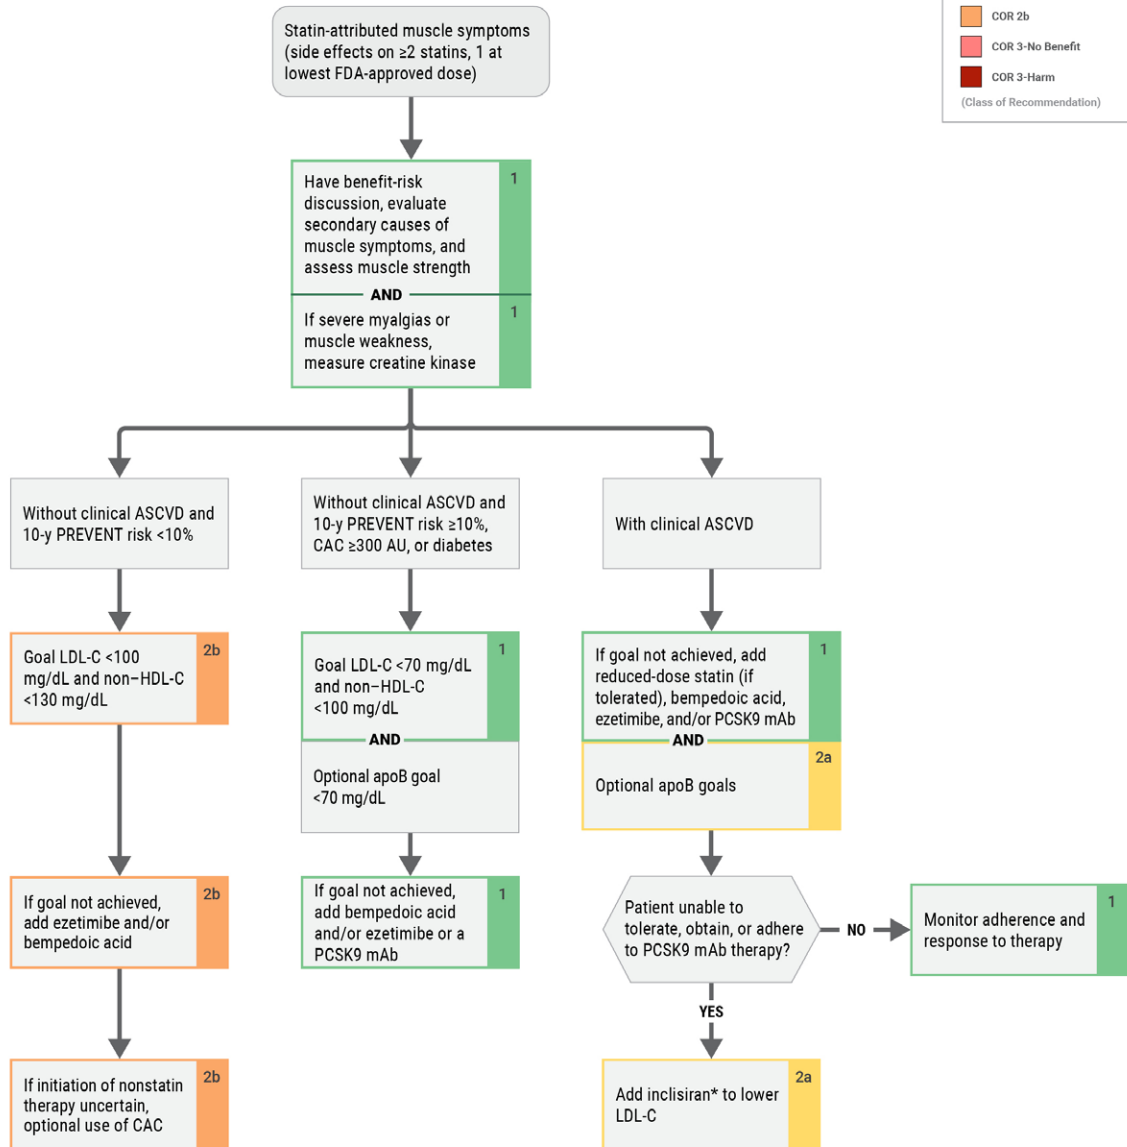 COR 2b
COR 3-No Benefit
COR 3-Harm
(Class of Recommendation)
Statin-attributed muscle symptoms
(side effects on ≥2 statins, 1 at
lowest FDA-approved dose)
Have benefit-risk
discussion, evaluate
secondary causes of
muscle symptoms, and
assess muscle strength
1
AND
If severe myalgias or
muscle weakness,
measure creatine kinase
1
Without clinical ASCVD and
10-y PREVENT risk <10%
Without clinical ASCVD and
10-y PREVENT risk ≥10%,
CAC ≥300 AU, or diabetes
With clinical ASCVD
Goal LDL-C <100
mg/dL and non–HDL-C
<130 mg/dL
2b
Goal LDL-C <70 mg/dL
and non–HDL-C
<100 mg/dL
1
AND
Optional apoB goal
<70 mg/dL
If goal not achieved, add
reduced-dose statin (if
tolerated), bempedoic acid,
ezetimibe, and/or PCSK9 mAb
1
AND
Optional apoB goals
2a
If goal not achieved,
add ezetimibe and/or
bempedoic acid
2b
If goal not achieved,
add bempedoic acid
and/or ezetimibe or a
PCSK9 mAb
1
Patient unable to
tolerate, obtain, or adhere
to PCSK9 mAb therapy?
NO
Monitor adherence and
response to therapy
1
YES
If initiation of nonstatin
therapy uncertain,
optional use of CAC
2b
Add inclisiran* to lower
LDL-C
2a